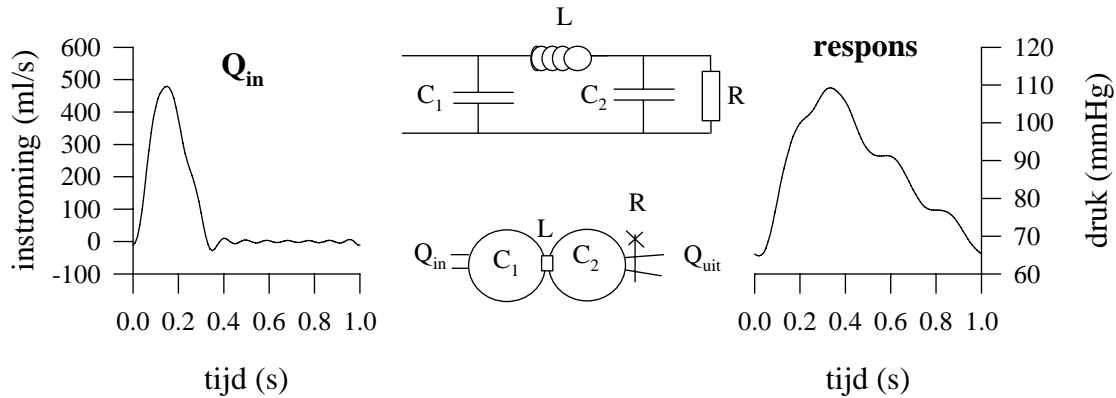 instroming (ml/s)
600
500
400
300
200
100
0
-100
Q_in
0.0 0.2 0.4 0.6 0.8 1.0
tijd (s)
L
C_1
C_2
R
Q_in
C_1
L
C_2
R
Q_uit
respons
120
110
100
90
80
70
60
druk (mmHg)
0.0 0.2 0.4 0.6 0.8 1.0
tijd (s)